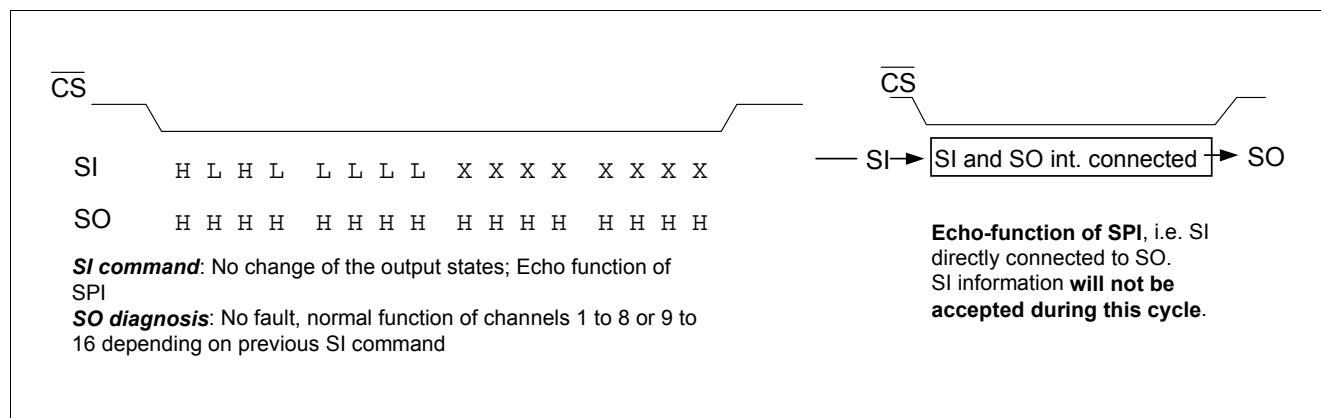 CS
SI H L H L L L L L X X X X X X X X
SO H H H H H H H H H H H H H H H H
SI command: No change of the output states; Echo function of
SPI
SO diagnosis: No fault, normal function of channels 1 to 8 or 9 to
16 depending on previous SI command
CS
SI SI and SO int. connected SO
Echo-function of SPI, i.e. SI
directly connected to SO.
SI information will not be
accepted during this cycle.